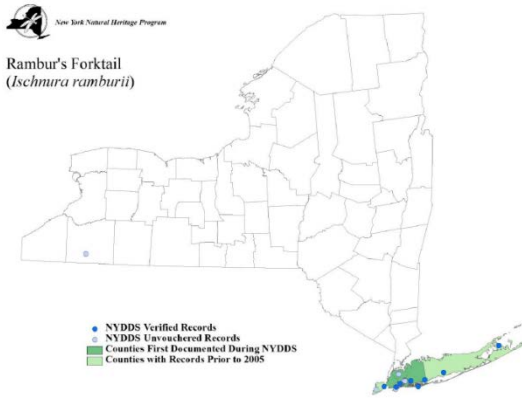 New York Natural Heritage Program
Rambur's Forktail
(Ischnura ramburii)
NYDDS Verified Records
NYDDS Unvouchered Records
Counties First Documented During NYDDS
Counties with Records Prior to 2005